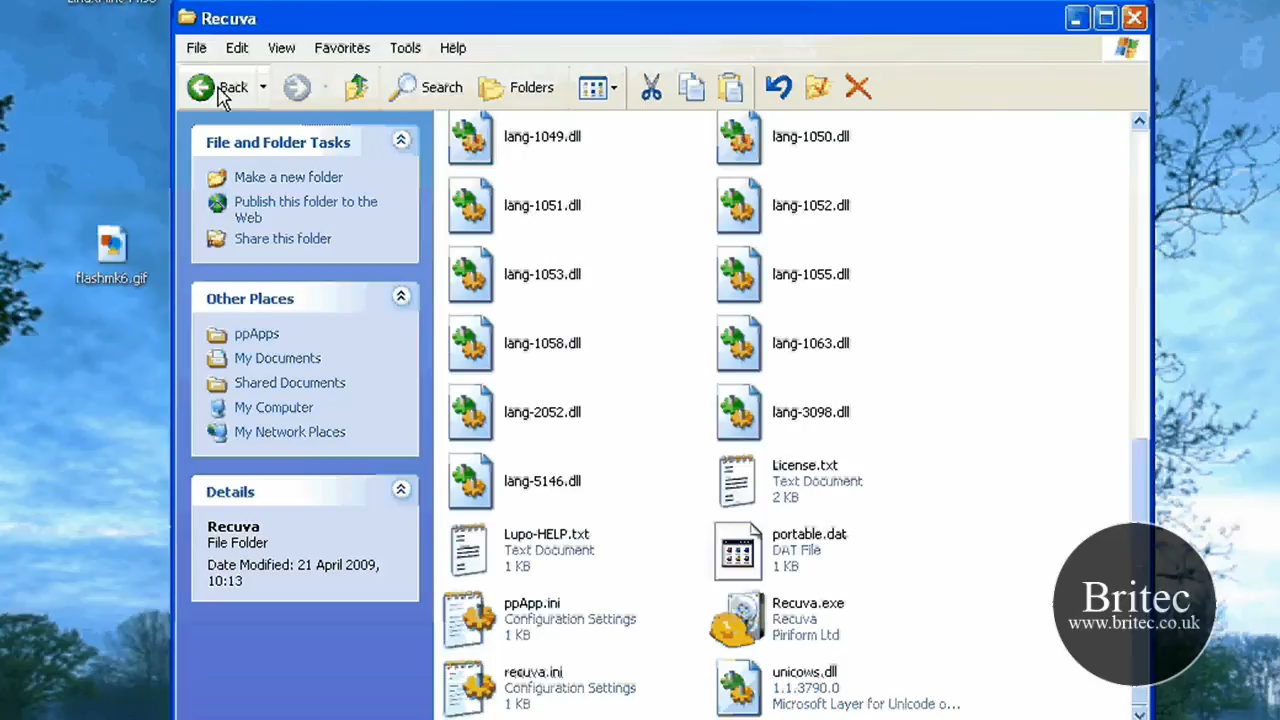 Recuva
File Edit View Favorites Tools Help
Back Search Folders
File and Folder Tasks
Make a new folder
Publish this folder to the
Web
Share this folder
Other Places
ppApps
My Documents
Shared Documents
My Computer
My Network Places
Details
Recuva
File Folder
Date Modified: 21 April 2009,
10:13
lang-1049.dll
lang-1050.dll
lang-1051.dll
lang-1052.dll
lang-1053.dll
lang-1055.dll
lang-1058.dll
lang-1063.dll
lang-2052.dll
lang-3098.dll
lang-5146.dll
License.txt
Text Document
2 KB
Lupo-HELP.txt
Text Document
1 KB
portable.dat
DAT File
1 KB
ppApp.ini
Configuration Settings
1 KB
Recuva.exe
Recuva
Piriform Ltd
recuva.ini
Configuration Settings
1 KB
unicows.dll
1.1.3790.0
Microsoft Layer for Unicode o...
flashmk6.gif
Britec
www.britec.co.uk